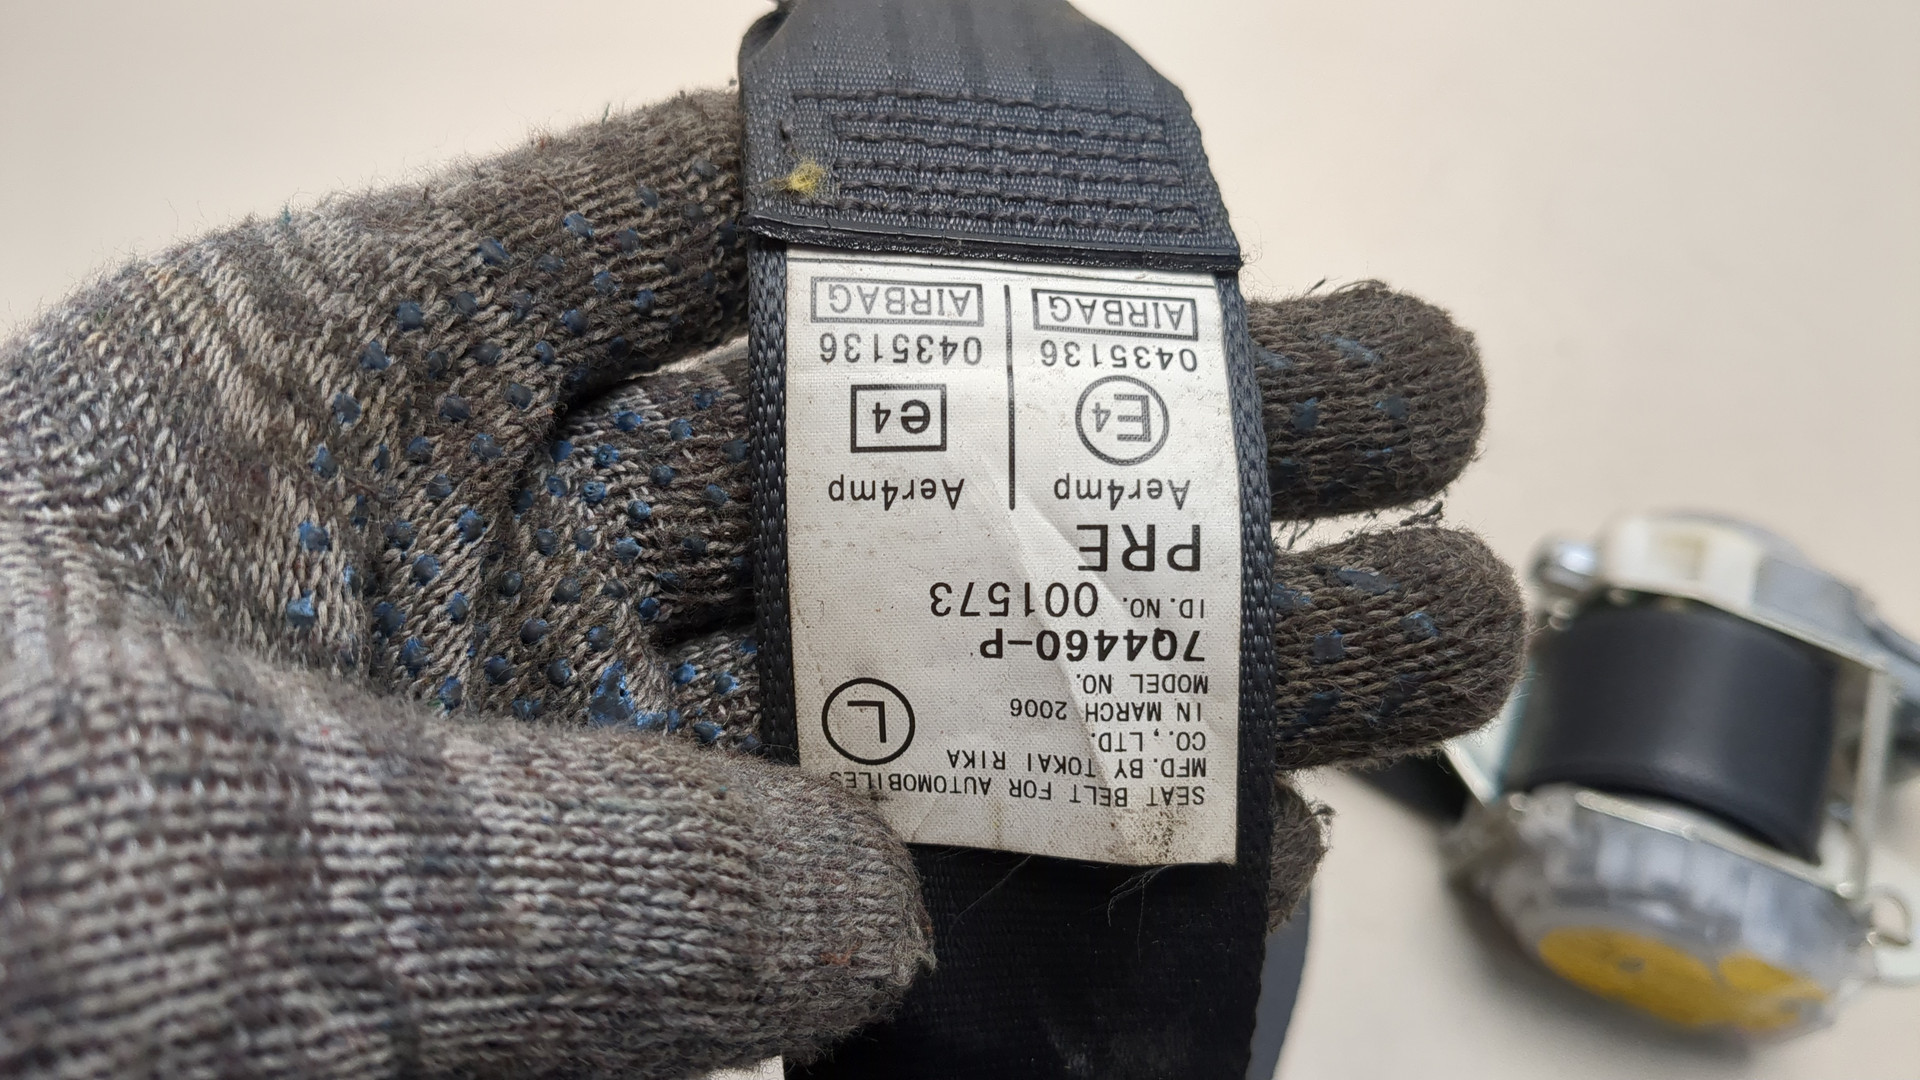 SEAT BELT FOR AUTOMOBILES
MFD. BY TOKAI RIKA
CO., LTD.
IN MARCH 2006
L
MODEL NO.
7Q4460-P
ID. NO. 001573
PRE
Aer4mp Aer4mp
E4 e4
0435136 0435136
AIRBAG AIRBAG